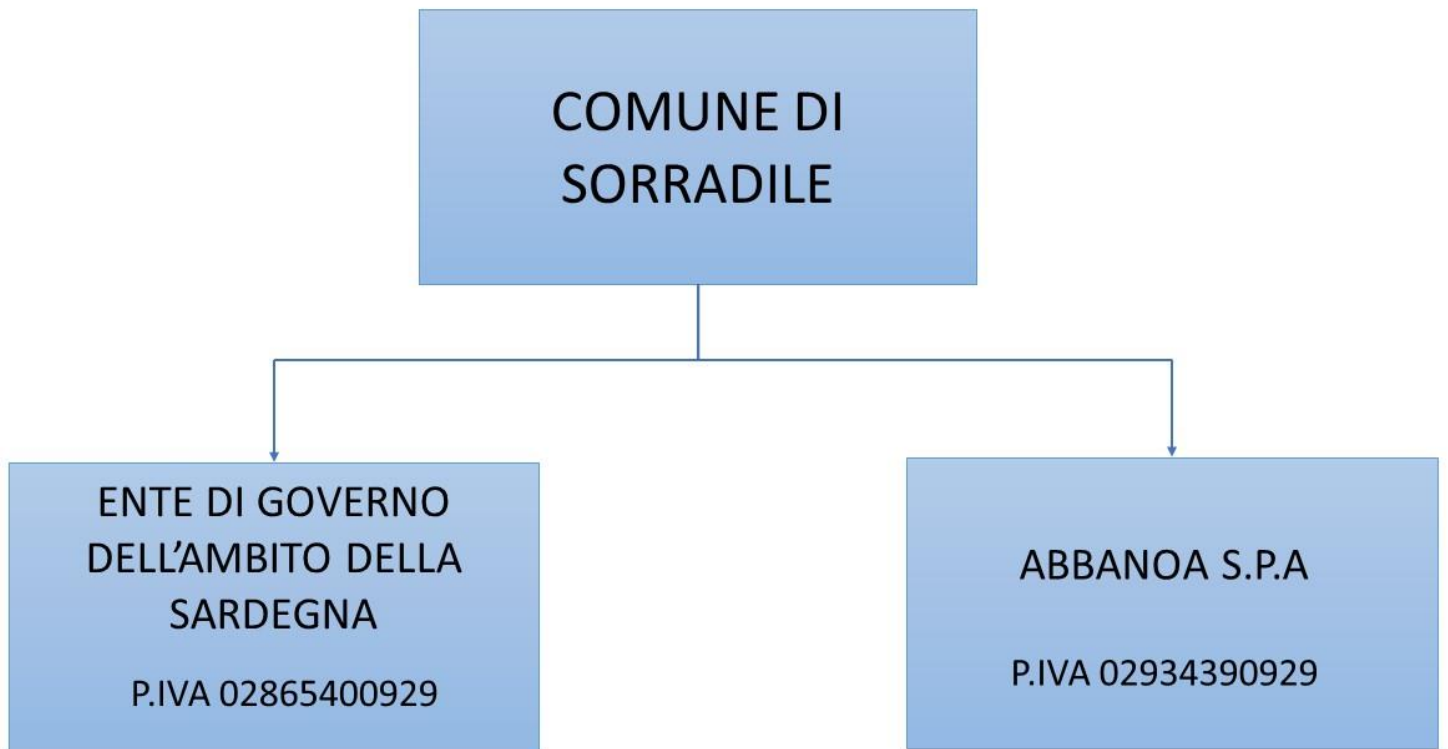 COMUNE DI
SORRADILE
ENTE DI GOVERNO
DELL’AMBITO DELLA
SARDEGNA
P.IVA 02865400929
ABBANOA S.P.A
P.IVA 02934390929